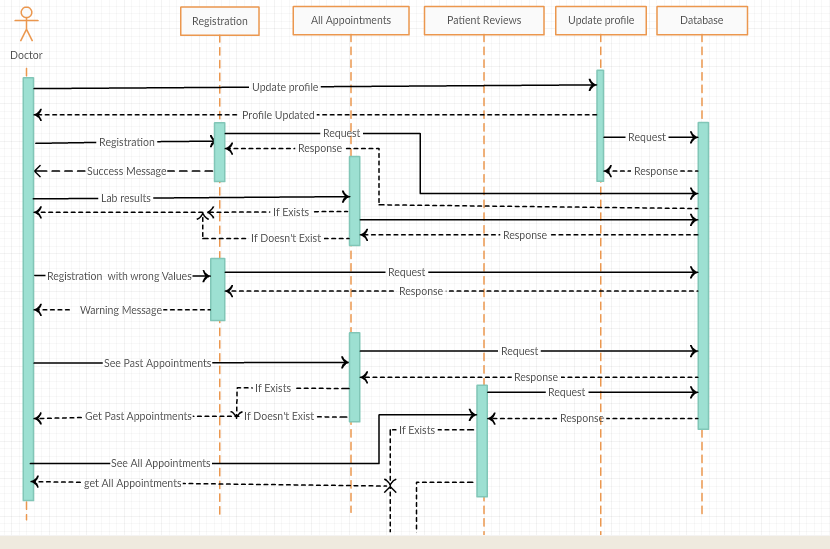 Registration
All Appointments
Patient Reviews
Update profile
Database
Doctor
Update profile
Profile Updated
Request
Request
Registration
Response
Success Message
Response
Lab results
If Exists
Response
If Doesn't Exist
Registration with wrong Values
Request
Response
Warning Message
Request
See Past Appointments
Response
If Exists
Request
Get Past Appointments
If Doesn't Exist
Response
If Exists
See All Appointments
get All Appointments